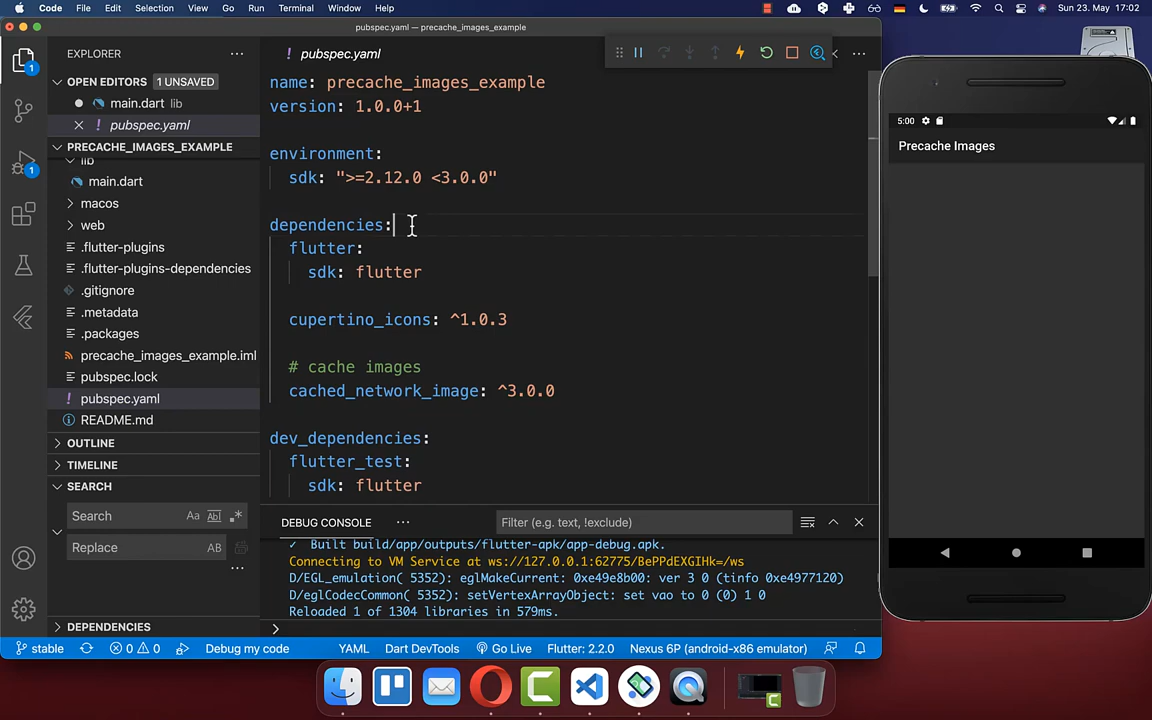 Code File Edit Selection View Go Run Terminal Window Help
Sun 23. May 17:02
pubspec.yaml — precache_images_example
EXPLORER
OPEN EDITORS 1 UNSAVED
main.dart lib
! pubspec.yaml
PRECACHE_IMAGES_EXAMPLE
lib
main.dart
macos
web
.flutter-plugins
.flutter-plugins-dependencies
.gitignore
.metadata
.packages
precache_images_example.iml
pubspec.lock
! pubspec.yaml
README.md
OUTLINE
TIMELINE
SEARCH
Search
Aa Abl .*
Replace
AB
DEPENDENCIES
1
1
! pubspec.yaml
name: precache_images_example
version: 1.0.0+1
environment:
sdk: ">=2.12.0 <3.0.0"
dependencies:
flutter:
sdk: flutter
cupertino_icons: ^1.0.3
# cache images
cached_network_image: ^3.0.0
dev_dependencies:
flutter_test:
sdk: flutter
DEBUG CONSOLE
Filter (e.g. text, !exclude)
✓ Built build/app/outputs/flutter-apk/app-debug.apk.
Connecting to VM Service at ws://127.0.0.1:62775/BePPdEXGIHk=/ws
D/EGL_emulation( 5352): eglMakeCurrent: 0xe49e8b00: ver 3 0 (tinfo 0xe4977120)
D/eglCodecCommon( 5352): setVertexArrayObject: set vao to 0 (0) 1 0
Reloaded 1 of 1304 libraries in 579ms.
stable 0 0 Debug my code YAML Dart DevTools Go Live Flutter: 2.2.0 Nexus 6P (android-x86 emulator)
5:00
Precache Images